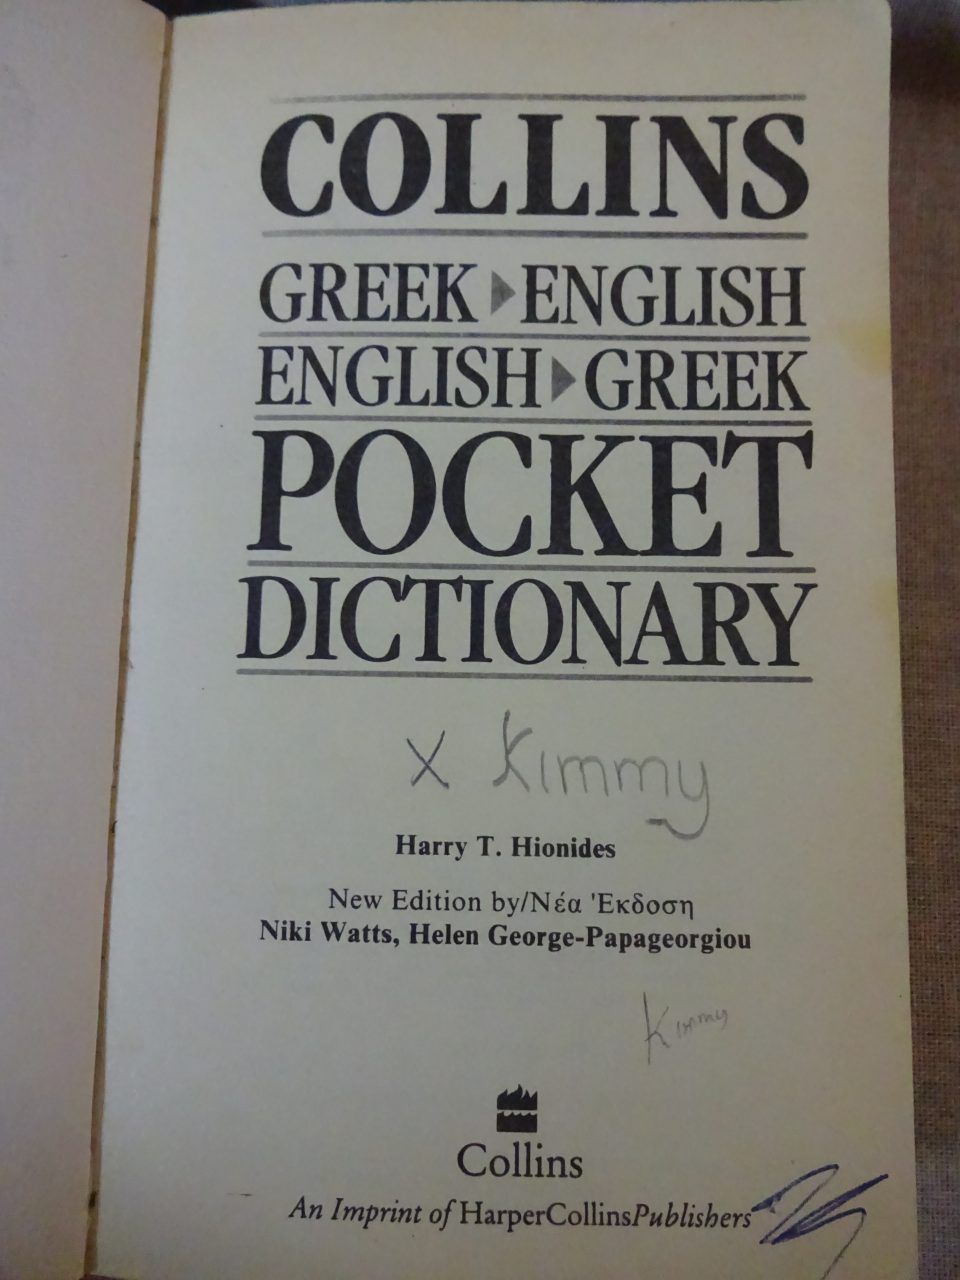 COLLINS
GREEK ▶ ENGLISH
ENGLISH ▶ GREEK
POCKET
DICTIONARY
x Kimmy
Harry T. Hionides
New Edition by/Νέα Έκδοση
Niki Watts, Helen George-Papageorgiou
Kimmy
Collins
An Imprint of HarperCollinsPublishers